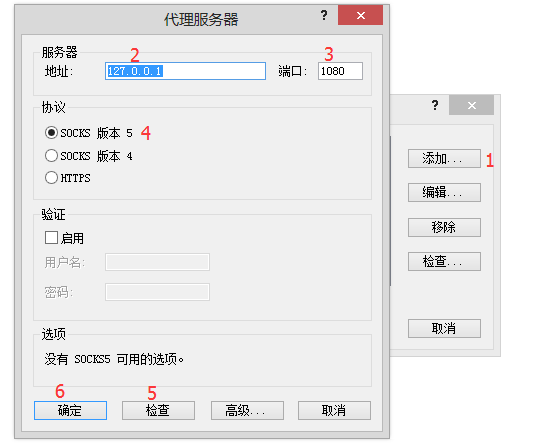 代理服务器 ? ×
服务器 2 3
地址: 127.0.0.1 端口: 1080
协议
SOCKS 版本 5 4
SOCKS 版本 4
HTTPS
验证
启用
用户名:
密码:
选项
没有 SOCKS5 可用的选项。
6 5
确定 检查 高级... 取消
? ×
添加... 1
编辑...
移除
检查...
取消